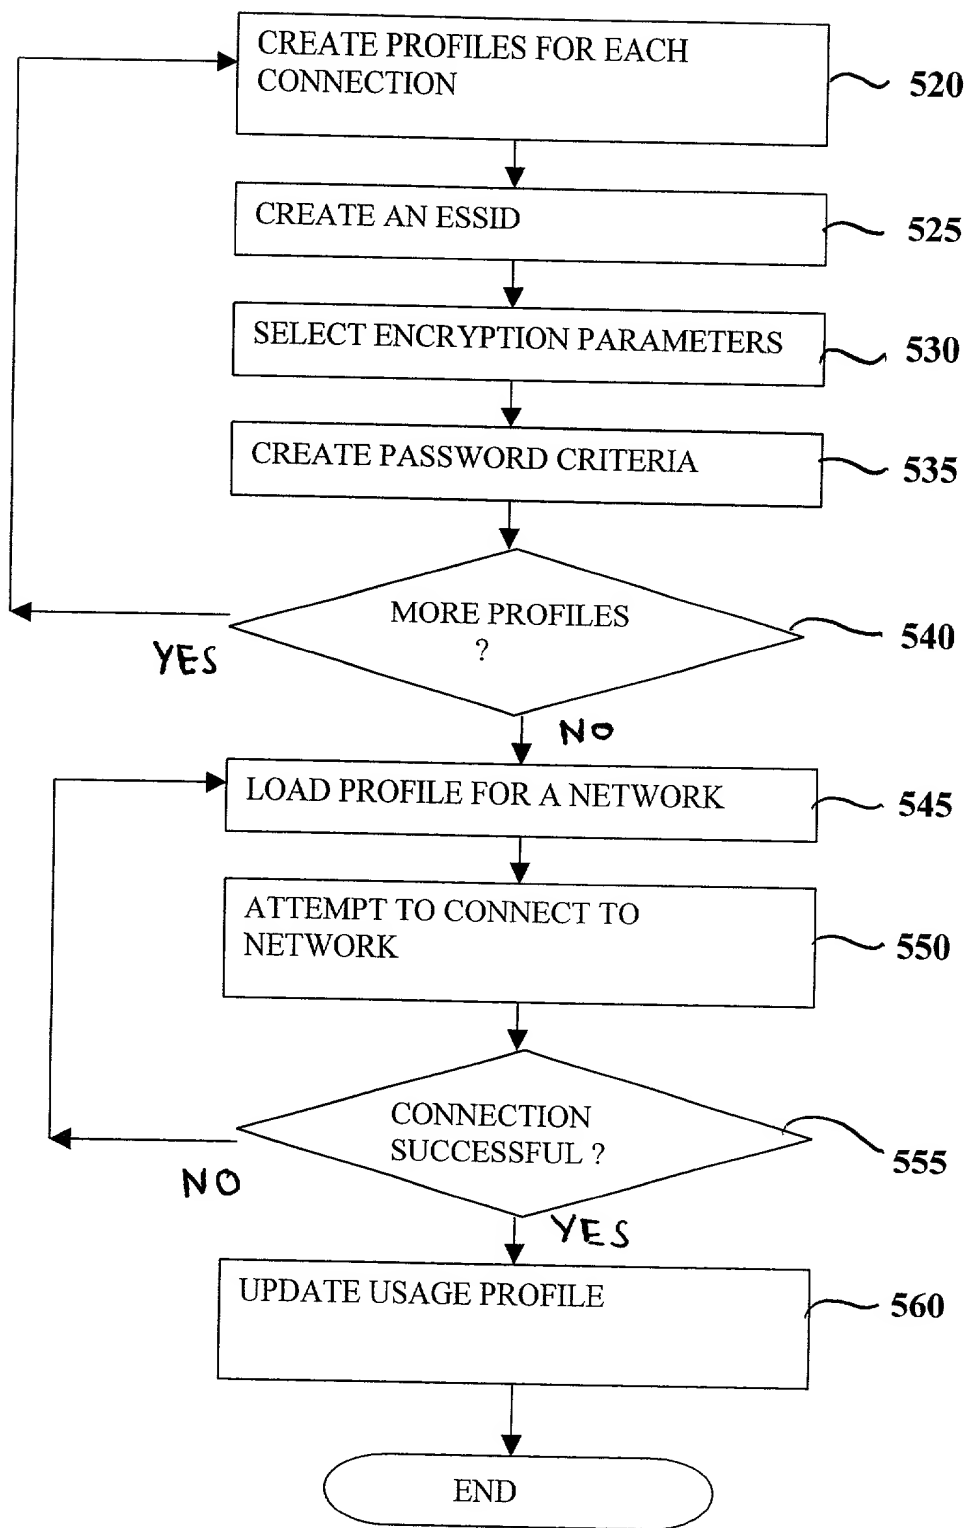 CREATE PROFILES FOR EACH
CONNECTION
520
CREATE AN ESSID
525
SELECT ENCRYPTION PARAMETERS
530
CREATE PASSWORD CRITERIA
535
MORE PROFILES
?
540
YES
NO
LOAD PROFILE FOR A NETWORK
545
ATTEMPT TO CONNECT TO
NETWORK
550
CONNECTION
SUCCESSFUL ?
555
NO
YES
UPDATE USAGE PROFILE
560
END